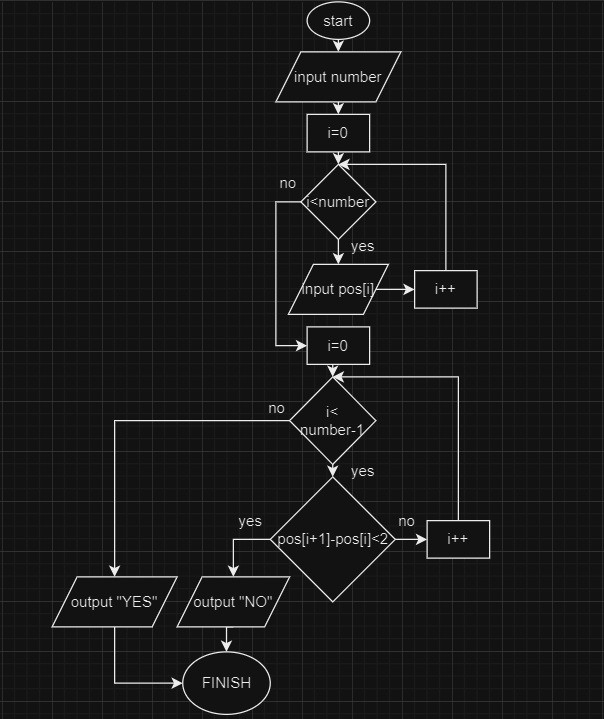 start
input number
i=0
no
i<number
yes
input pos[i]
i++
i=0
no
i<
number-1
yes
yes
pos[i+1]-pos[i]<2
no
i++
output "YES"
output "NO"
FINISH